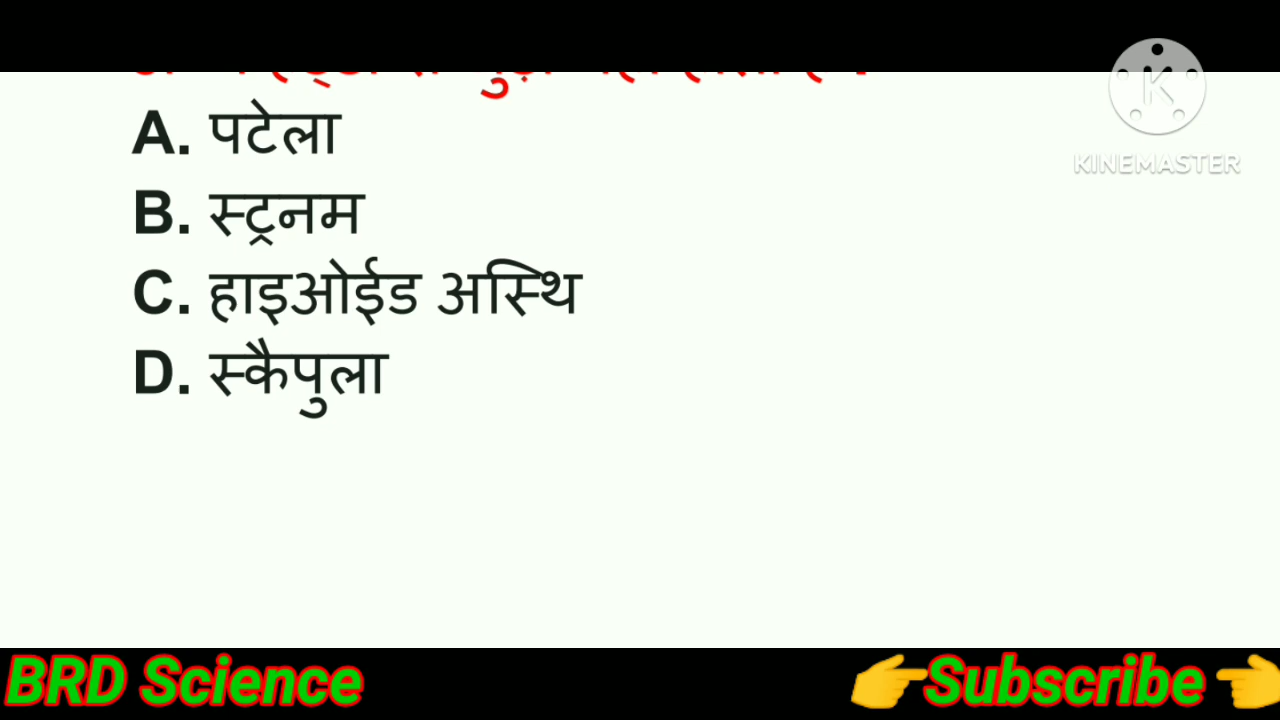 KINEMASTER
A. पटेला
B. स्ट्रनम
C. हाइओईड अस्थि
D. स्कैपुला
BRD Science
Subscribe